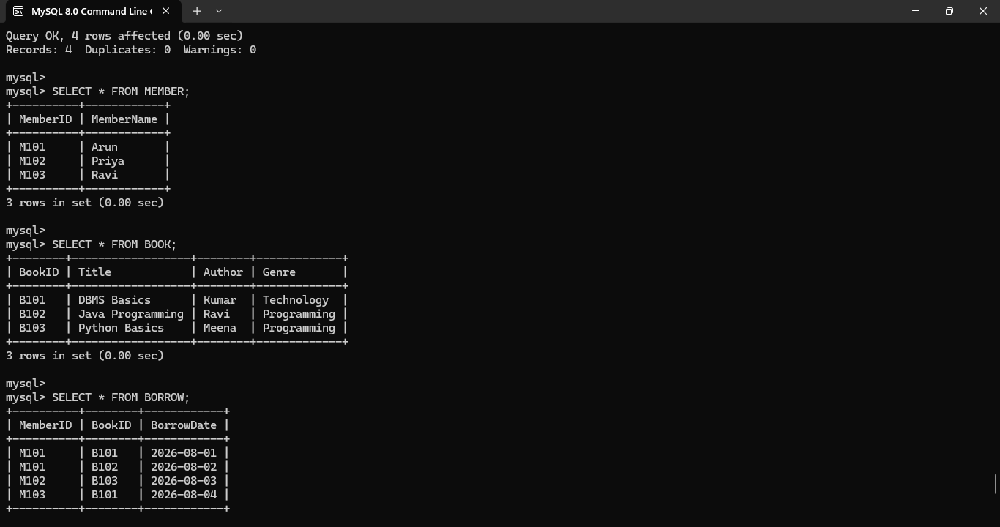 MySQL 8.0 Command Line
Query OK, 4 rows affected (0.00 sec)
Records: 4  Duplicates: 0  Warnings: 0
mysql>
mysql> SELECT * FROM MEMBER;
+----------+------------+
| MemberID | MemberName |
+----------+------------+
| M101     | Arun       |
| M102     | Priya      |
| M103     | Ravi       |
+----------+------------+
3 rows in set (0.00 sec)
mysql>
mysql> SELECT * FROM BOOK;
+--------+------------------+--------+-------------+
| BookID | Title            | Author | Genre       |
+--------+------------------+--------+-------------+
| B101   | DBMS Basics      | Kumar  | Technology  |
| B102   | Java Programming | Ravi   | Programming |
| B103   | Python Basics    | Meena  | Programming |
+--------+------------------+--------+-------------+
3 rows in set (0.00 sec)
mysql>
mysql> SELECT * FROM BORROW;
+----------+--------+------------+
| MemberID | BookID | BorrowDate |
+----------+--------+------------+
| M101     | B101   | 2026-08-01 |
| M101     | B102   | 2026-08-02 |
| M102     | B103   | 2026-08-03 |
| M103     | B101   | 2026-08-04 |
+----------+--------+------------+